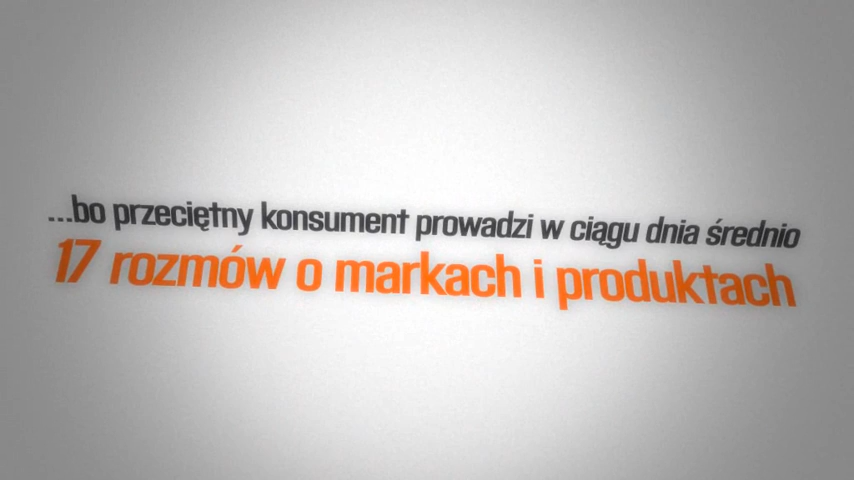 ...bo przeciętny konsument prowadzi w ciągu dnia średnio
17 rozmów o markach i produktach